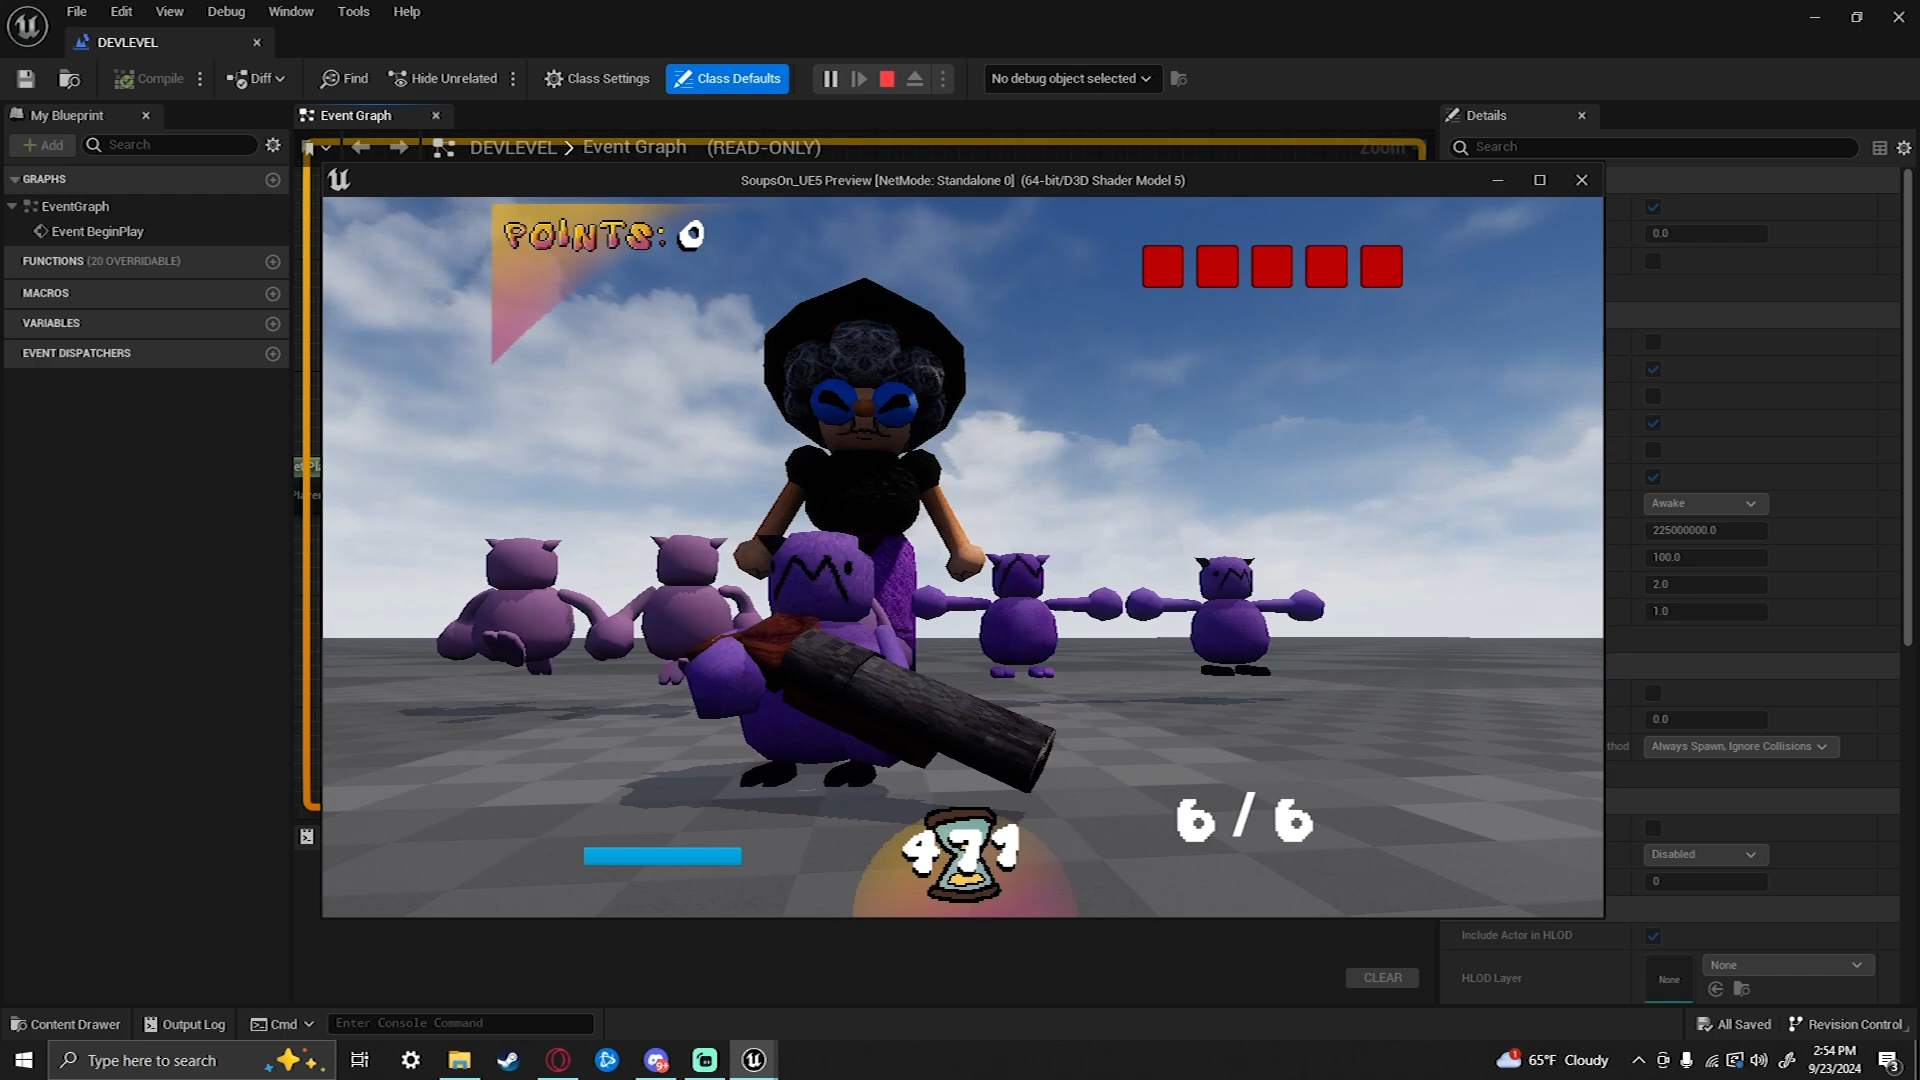 File Edit View Debug Window Tools Help
DEVLEVEL
Compile Diff Find Hide Unrelated Class Settings Class Defaults No debug object selected
My Blueprint Event Graph Details
Add Search DEVLEVEL > Event Graph (READ-ONLY) Zoom Search
GRAPHS
SoupsOn_UE5 Preview [NetMode: Standalone 0] (64-bit/D3D Shader Model 5)
EventGraph
Event BeginPlay
POINTS: 0
0.0
FUNCTIONS (20 OVERRIDABLE)
MACROS
VARIABLES
EVENT DISPATCHERS
Awake
225000000.0
100.0
2.0
1.0
0.0
Always Spawn, Ignore Collisions
6 / 6
471
Disabled
0
Include Actor in HLOD
None
CLEAR
HLOD Layer
None
Content Drawer Output Log Cmd Enter Console Command All Saved Revision Control
Type here to search 9+ 1 65°F Cloudy 2:54 PM 3
9/23/2024